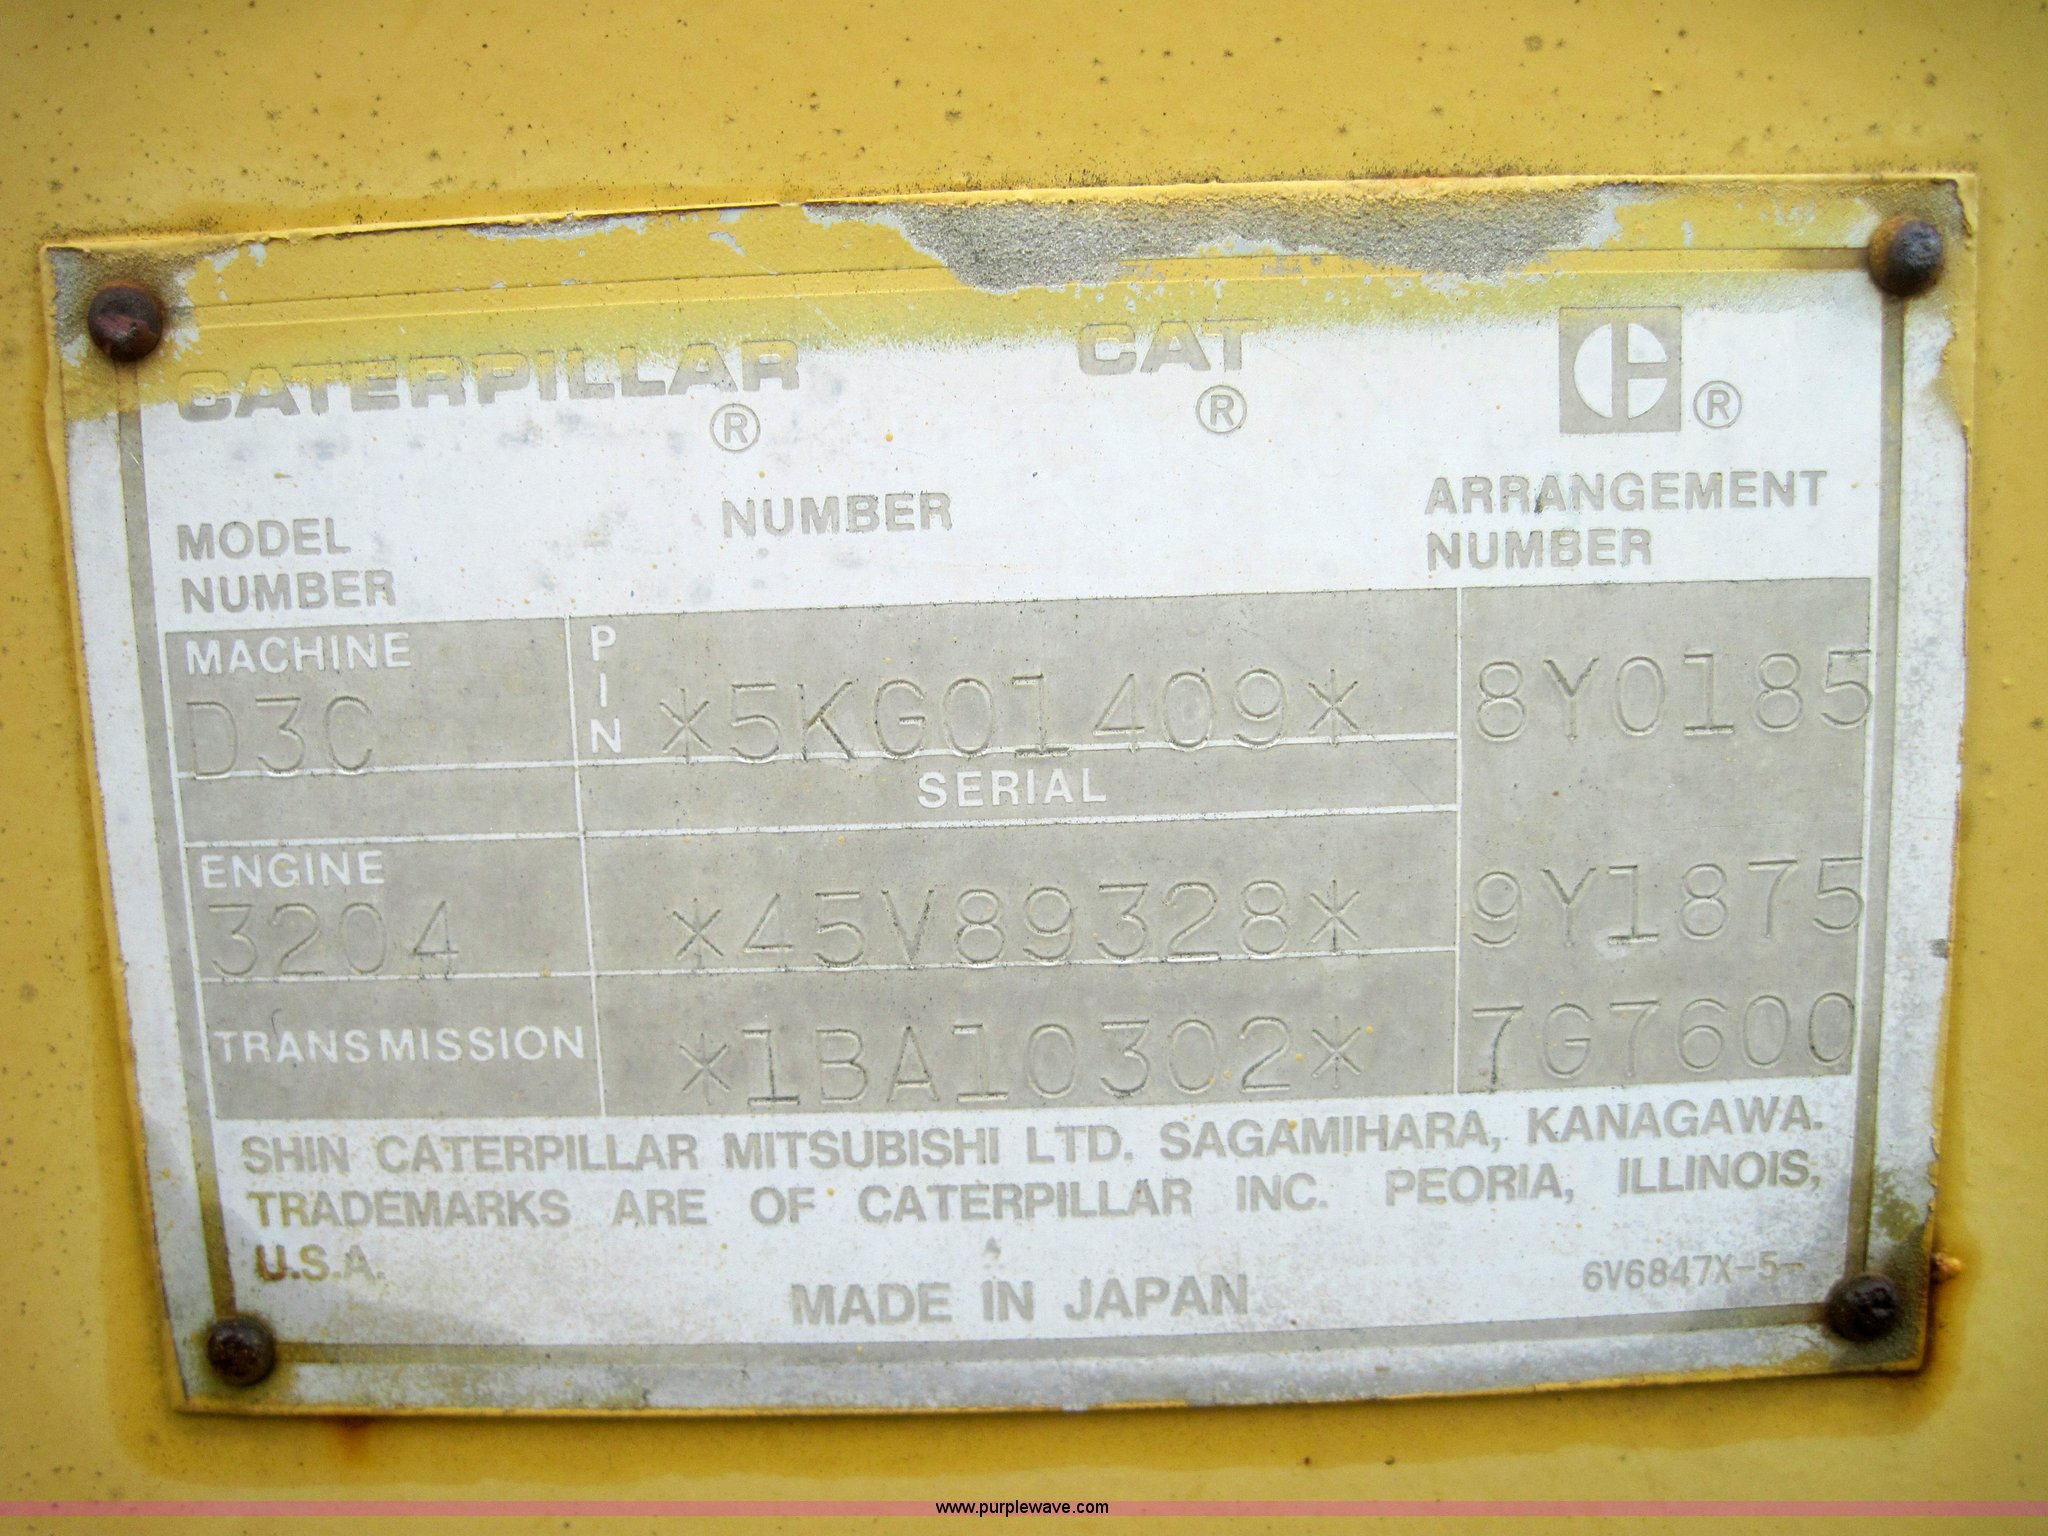 CATERPILLAR® CAT® C®
MODEL NUMBER
NUMBER
ARRANGEMENT NUMBER
MACHINE
D3C
PIN
*5KG01409*
8Y0185
SERIAL
ENGINE
3204
*45V89328*
9Y1875
TRANSMISSION
*1BA10302*
7G7600
SHIN CATERPILLAR MITSUBISHI LTD. SAGAMIHARA, KANAGAWA.
TRADEMARKS ARE OF CATERPILLAR INC. PEORIA, ILLINOIS,
U.S.A.
MADE IN JAPAN
6V6847X-5-
www.purplewave.com